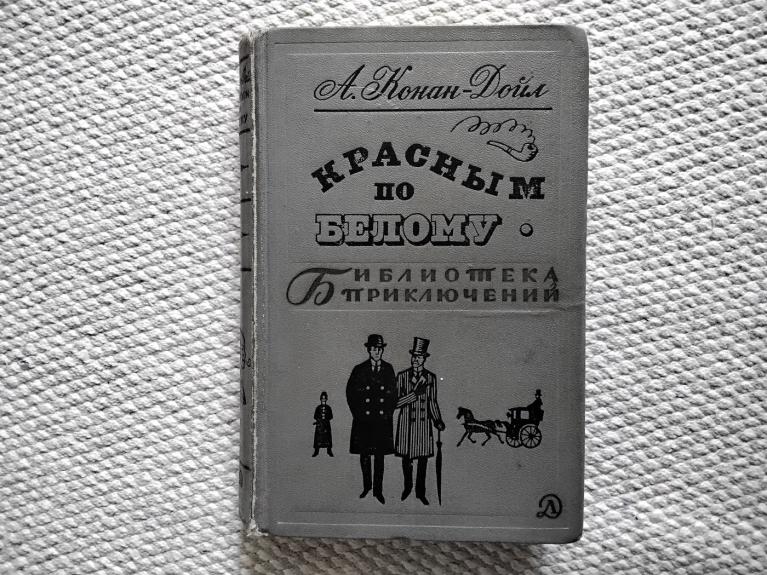 А. Конан-Дойл
КРАСНЫМ
ПО
БЕЛОМУ
БИБЛИОТЕКА
ПРИКЛЮЧЕНИЙ